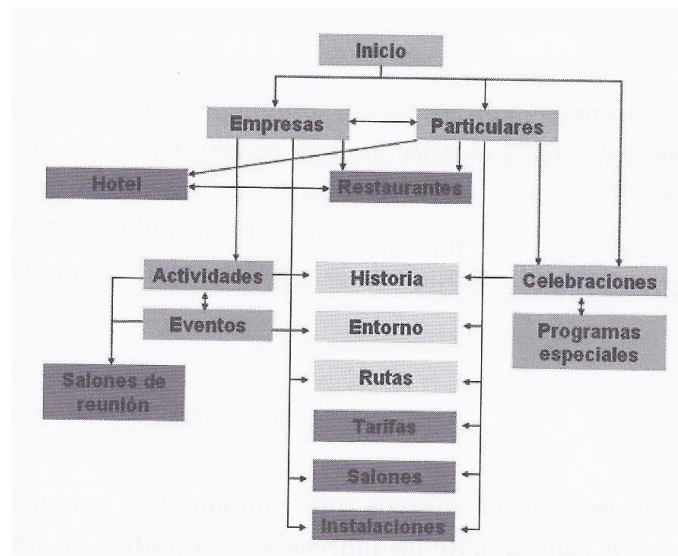 Inicio
Empresas
Particulares
Hotel
Restaurantes
Actividades
Historia
Celebraciones
Eventos
Entorno
Programas
especiales
Salones de
reunión
Rutas
Tarifas
Salones
Instalaciones